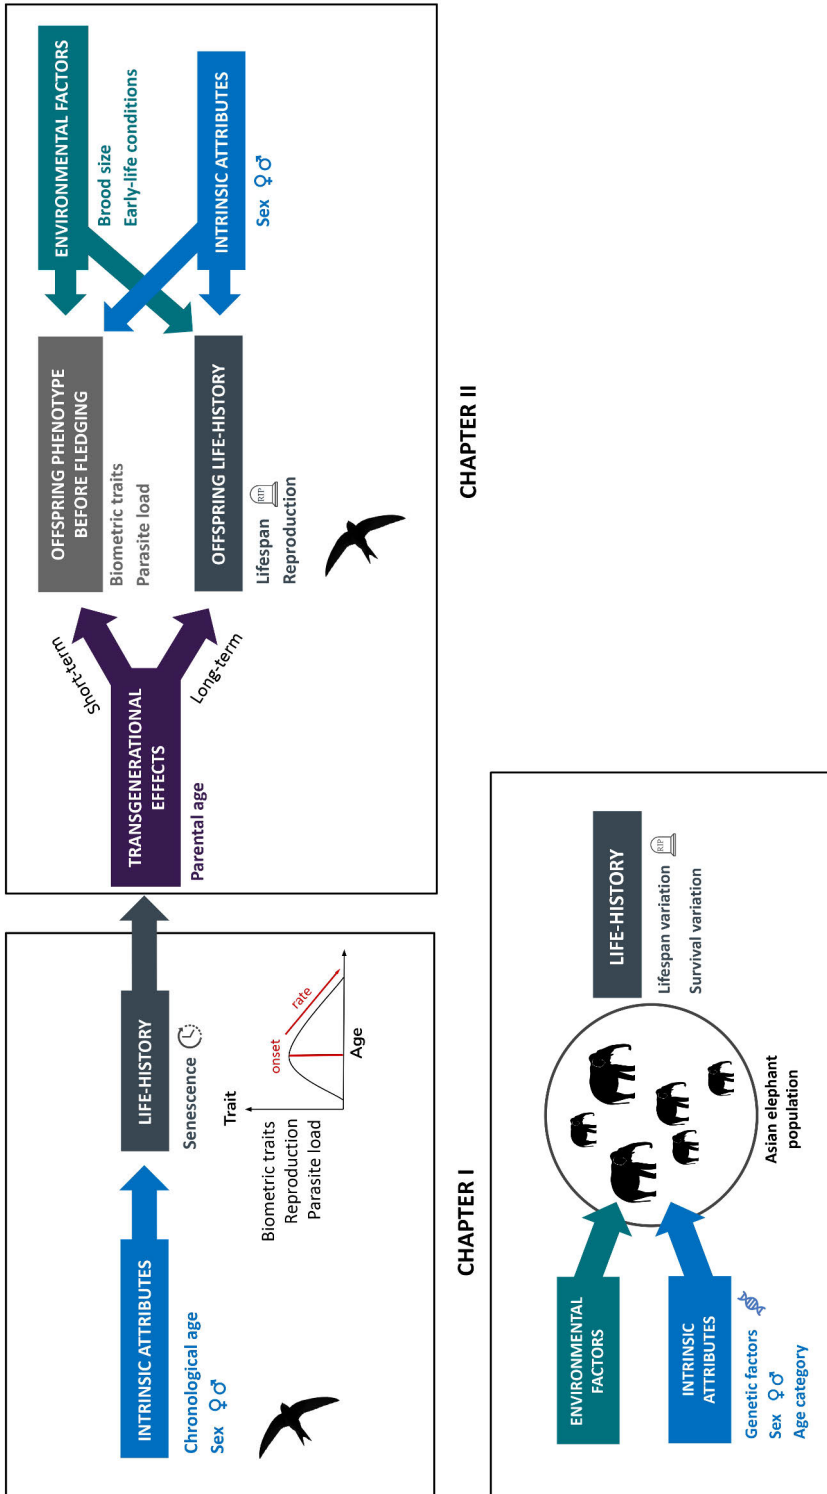 INTRINSIC ATTRIBUTES
Chronological age
Sex ♀♂
LIFE-HISTORY
Senescence
Trait
Biometric traits
Reproduction
Parasite load
onset
rate
Age
CHAPTER I
TRANSGENERATIONAL
EFFECTS
Parental age
Short-term
Long-term
OFFSPRING PHENOTYPE
BEFORE FLEDGING
Biometric traits
Parasite load
OFFSPRING LIFE-HISTORY
Lifespan RIP
Reproduction
ENVIRONMENTAL FACTORS
Brood size
Early-life conditions
INTRINSIC ATTRIBUTES
Sex ♀♂
CHAPTER II
ENVIRONMENTAL
FACTORS
INTRINSIC
ATTRIBUTES
Genetic factors
Sex ♀♂
Age category
Asian elephant
population
LIFE-HISTORY
Lifespan variation RIP
Survival variation